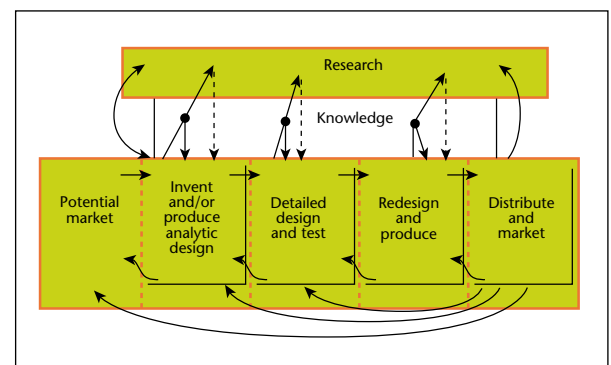 Research
Knowledge
Potential
market
Invent
and/or
produce
analytic
design
Detailed
design
and test
Redesign
and
produce
Distribute
and
market